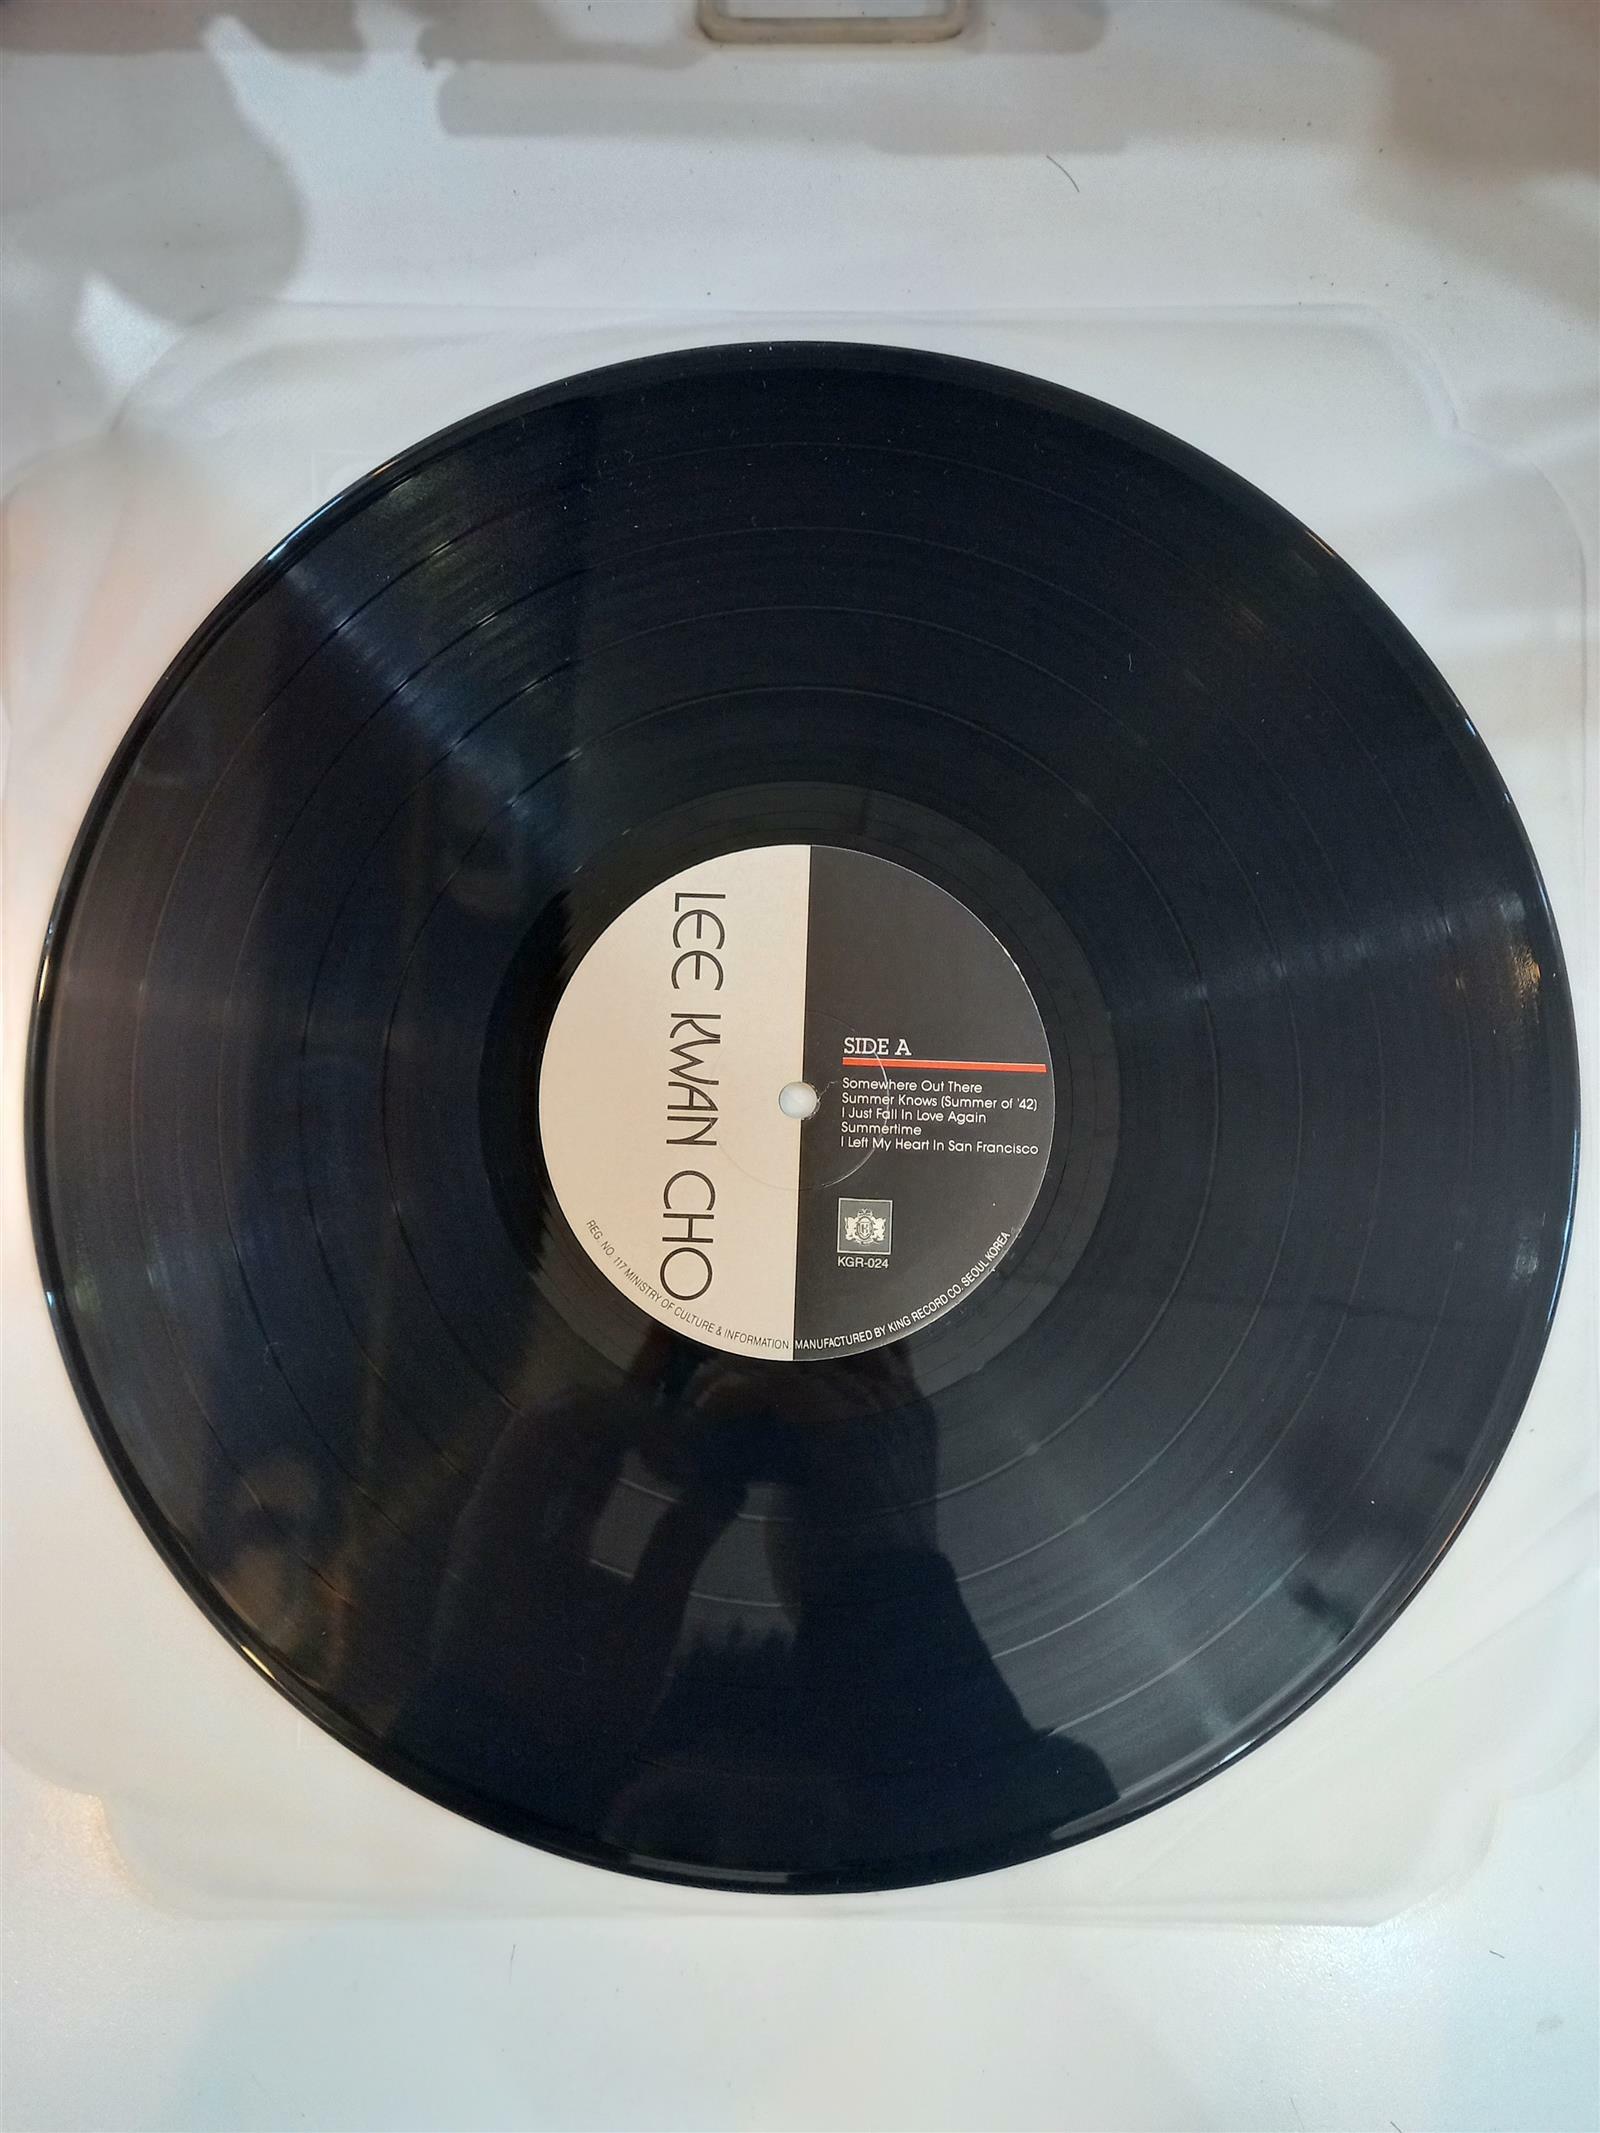 LEE KWAN CHO
SIDE A
Somewhere Out There
Summer Knows (Summer of '42)
I Just Fall In Love Again
Summertime
I Left My Heart In San Francisco
KGR-024
REG. NO. 117 MINISTRY OF CULTURE & INFORMATION MANUFACTURED BY KING RECORD CO. SEOUL KOREA